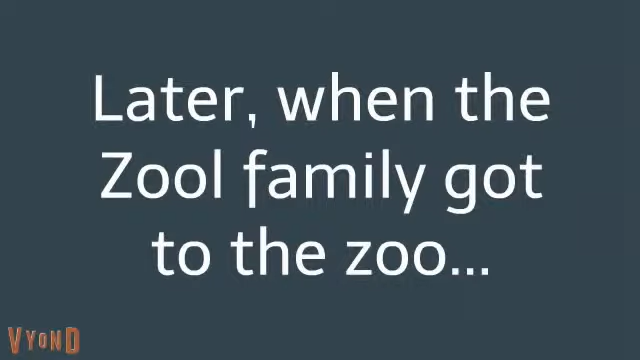 Later, when the
Zool family got
to the zoo...
VYOND